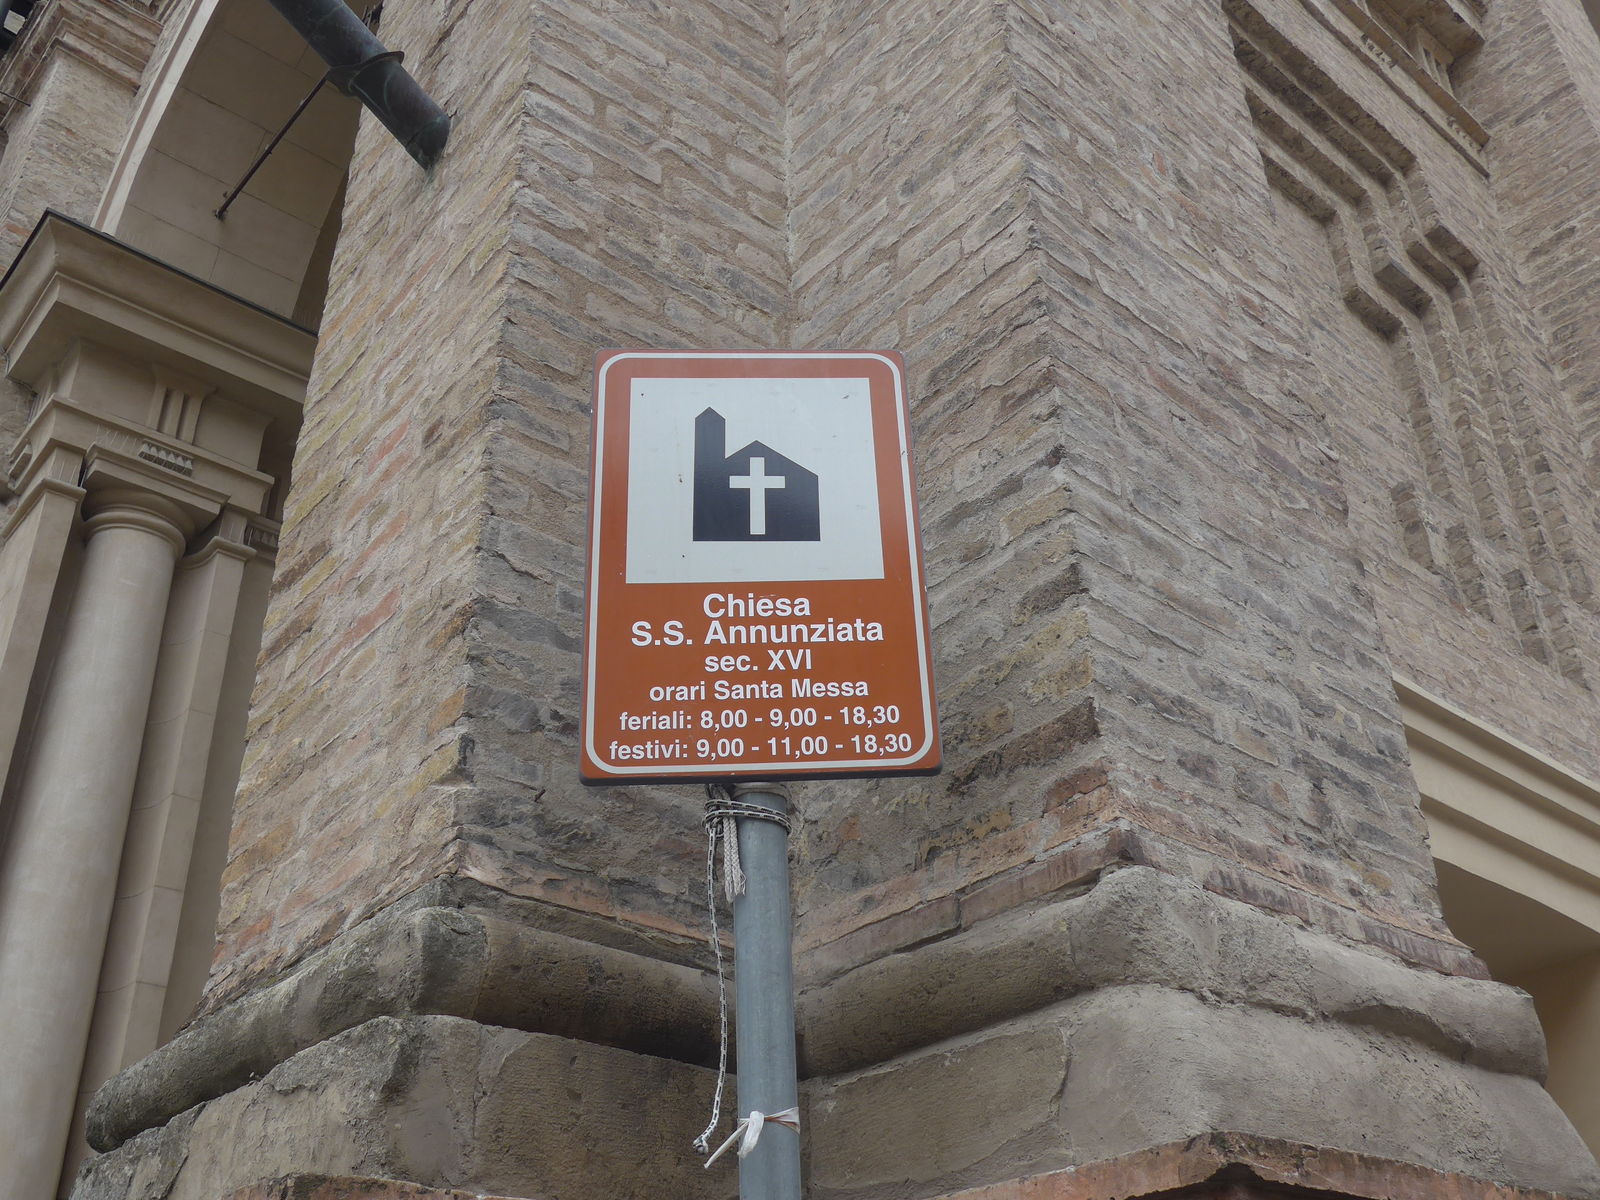 Chiesa
S.S. Annunziata
sec. XVI
orari Santa Messa
feriali: 8,00 - 9,00 - 18,30
festivi: 9,00 - 11,00 - 18,30